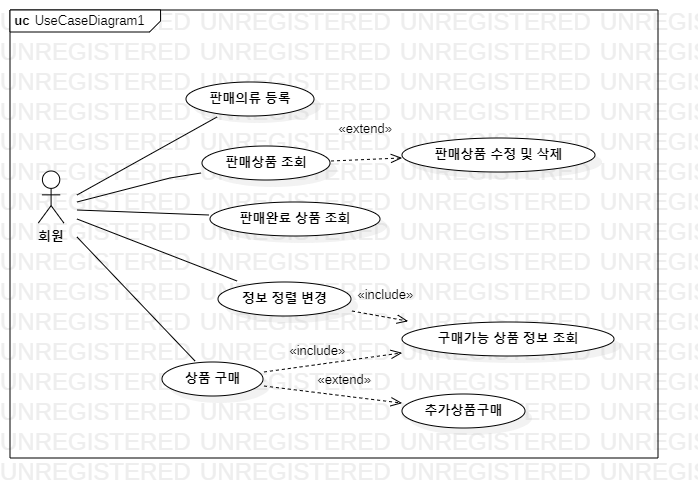 uc UseCaseDiagram1
UNREGISTERED UNREGISTERED UNREGISTERED UNREGISTERED
판매의류 등록
«extend»
판매상품 조회
판매상품 수정 및 삭제
회원
판매완료 상품 조회
정보 정렬 변경
«include»
구매가능 상품 정보 조회
«include»
상품 구매
«extend»
추가상품구매